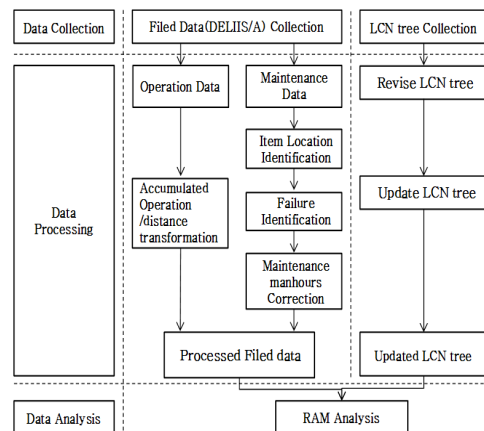 Data Collection
Filed Data(DELIIS/A) Collection
LCN tree Collection
Data
Processing
Operation Data
Maintenance
Data
Revise LCN tree
Item Location
Identification
Accumulated
Operation
/distance
transformation
Failure
Identification
Update LCN tree
Maintenance
manhours
Correction
Processed Filed data
Updated LCN tree
Data Analysis
RAM Analysis